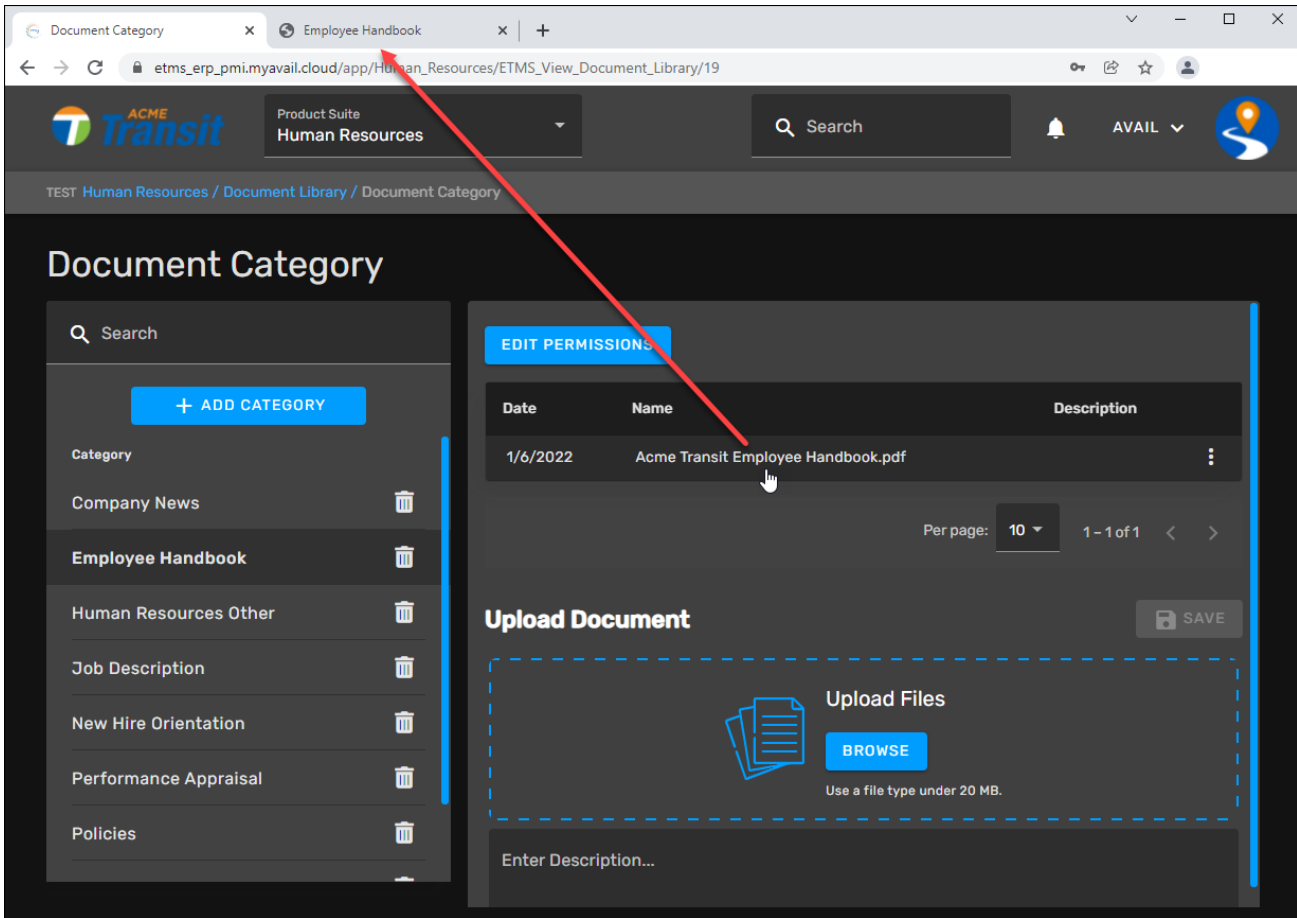 Document Category
Employee Handbook
etms_erp_pmi.myavail.cloud/app/Human_Resources/ETMS_View_Document_Library/19
ACME
Transit
Product Suite
Human Resources
Search
AVAIL
TEST Human Resources / Document Library / Document Category
Document Category
Search
ADD CATEGORY
Category
Company News
Employee Handbook
Human Resources Other
Job Description
New Hire Orientation
Performance Appraisal
Policies
EDIT PERMISSIONS
Date Name Description
1/6/2022 Acme Transit Employee Handbook.pdf
Per page: 10 1 – 1 of 1
Upload Document
SAVE
Upload Files
BROWSE
Use a file type under 20 MB.
Enter Description...